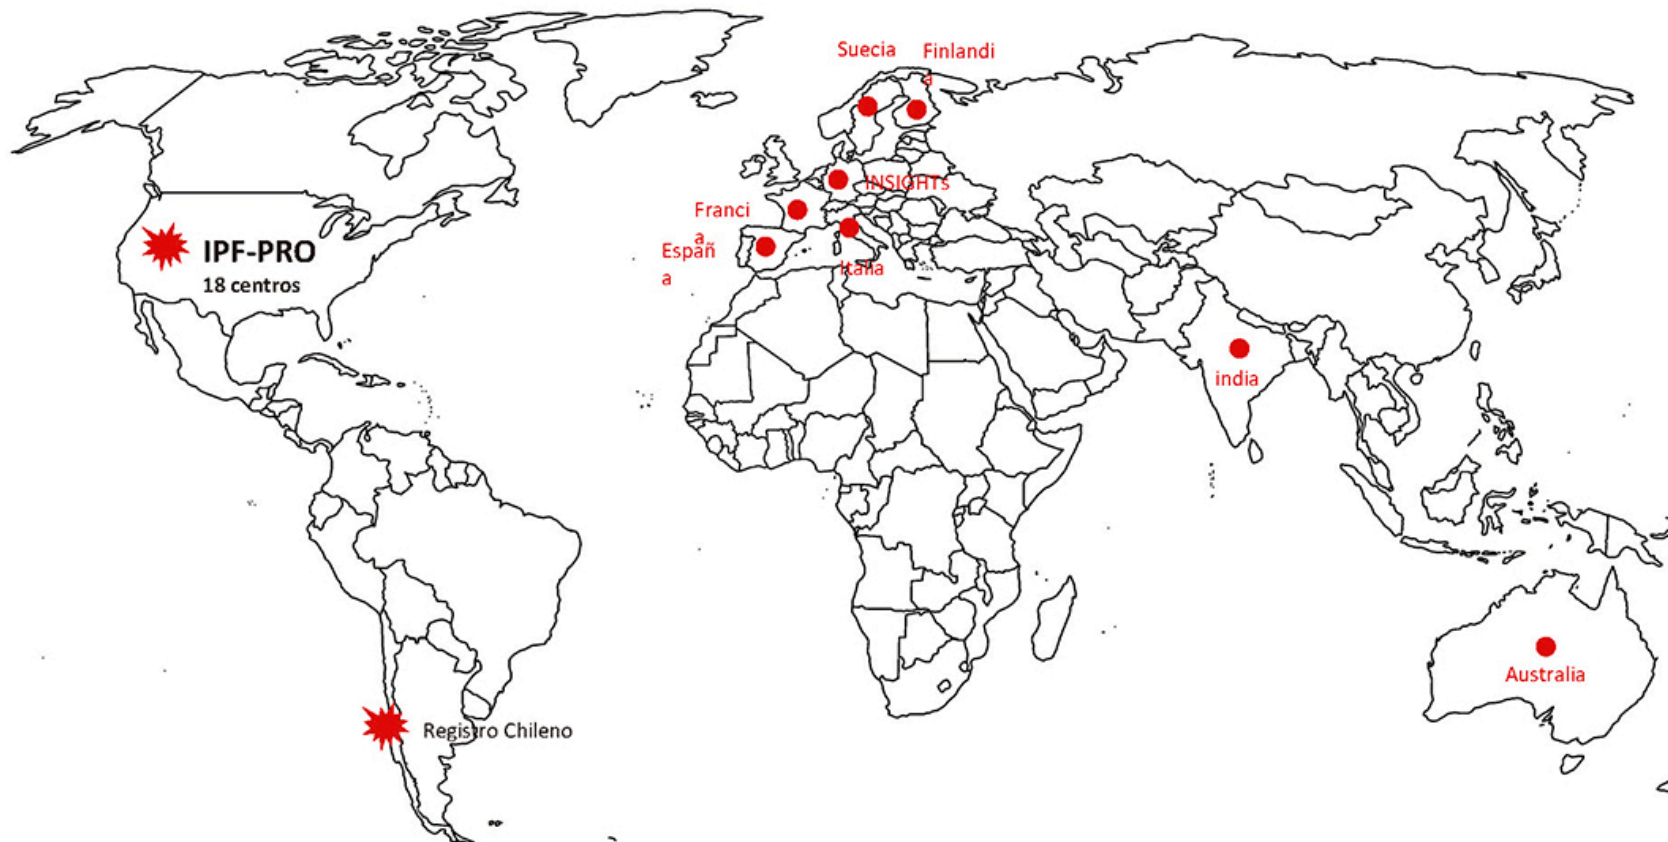 Suecia
Finlandi
a
INSIGHTs
Franci
a
Españ
a
Italia
IPF-PRO
18 centros
india
Australia
Registro Chileno